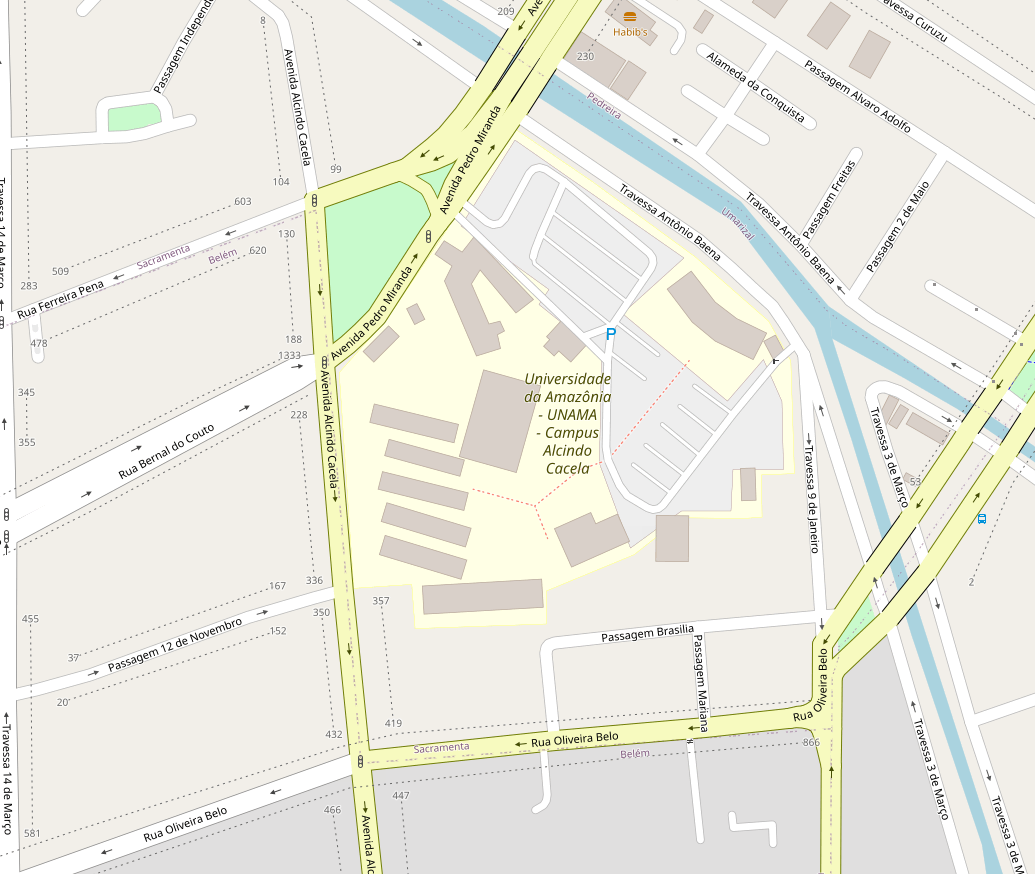 209
Ave
Habib's
230
Travessa Curuzu
8
Passagem Independ
Avenida Alcindo Cacela
Alameda da Conquista
Passagem Alvaro Adolfo
Pedreira
Avenida Pedro Miranda
99
104
603
130
Sacramenta
Belém
620
509
283
Rua Ferreira Pena
478
Travessa 14 de Março
Travessa Antônio Baena
Umarizal
Passagem Freitas
Passagem 2 de Maio
Travessa Antônio Baena
Avenida Pedro Miranda
188
1333
345
355
228
Rua Bernal do Couto
Avenida Alcindo Cacela
P
Universidade
da Amazônia
- UNAMA
- Campus
Alcindo
Cacela
Travessa 9 de Janeiro
Travessa 3 de Março
53
2
336
167
350
357
152
455
37
20
Passagem 12 de Novembro
Passagem Brasilia
Passagem Mariana
Rua Oliveira Belo
419
432
Sacramenta
Rua Oliveira Belo
Belém
866
Travessa 14 de Março
581
Rua Oliveira Belo
466
447
Avenida Alc
Travessa 3 de Março
Travessa 3 de M